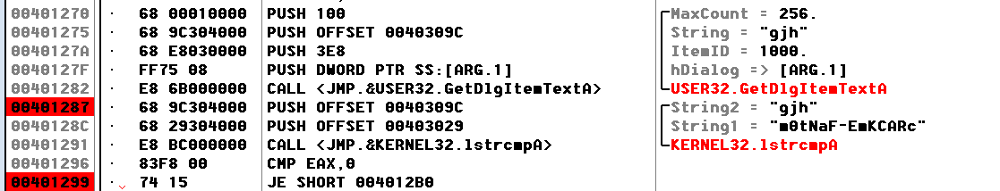 00401270 · 68 00010000 PUSH 100 MaxCount = 256.
00401275 · 68 9C304000 PUSH OFFSET 0040309C String = "gjh"
0040127A · 68 E8030000 PUSH 3E8 ItemID = 1000.
0040127F · FF75 08 PUSH DWORD PTR SS:[ARG.1] hDialog => [ARG.1]
00401282 · E8 6B000000 CALL <JMP.&USER32.GetDlgItemTextA> USER32.GetDlgItemTextA
00401287 · 68 9C304000 PUSH OFFSET 0040309C String2 = "gjh"
0040128C · 68 29304000 PUSH OFFSET 00403029 String1 = "m0tNaF-EmKCARc"
00401291 · E8 BC000000 CALL <JMP.&KERNEL32.lstrcmpA> KERNEL32.lstrcmpA
00401296 · 83F8 00 CMP EAX,0
00401299 · 74 15 JE SHORT 004012B0